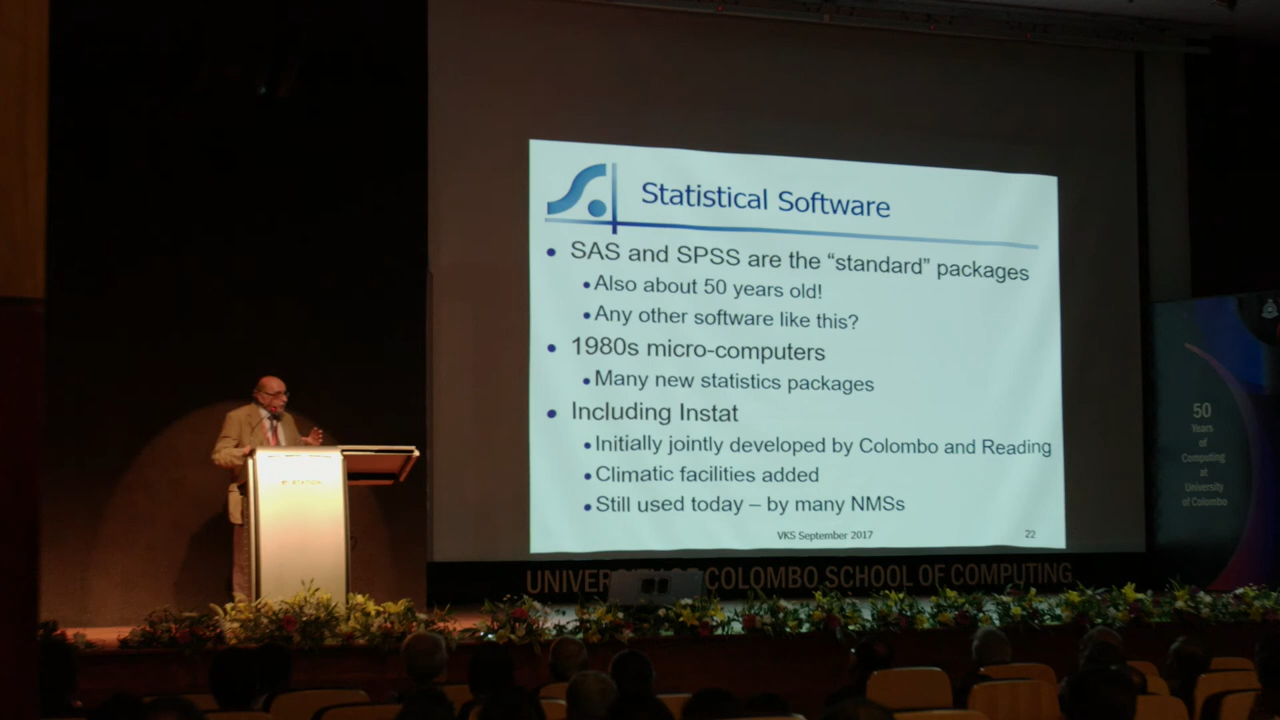 Statistical Software
• SAS and SPSS are the “standard” packages
• Also about 50 years old!
• Any other software like this?
• 1980s micro-computers
• Many new statistics packages
• Including Instat
• Initially jointly developed by Colombo and Reading
• Climatic facilities added
• Still used today – by many NMSs
VKS September 2017
22
50
Years
of
Computing
at
University
of Colombo
COLOMBO SCHOOL OF COMPUTING